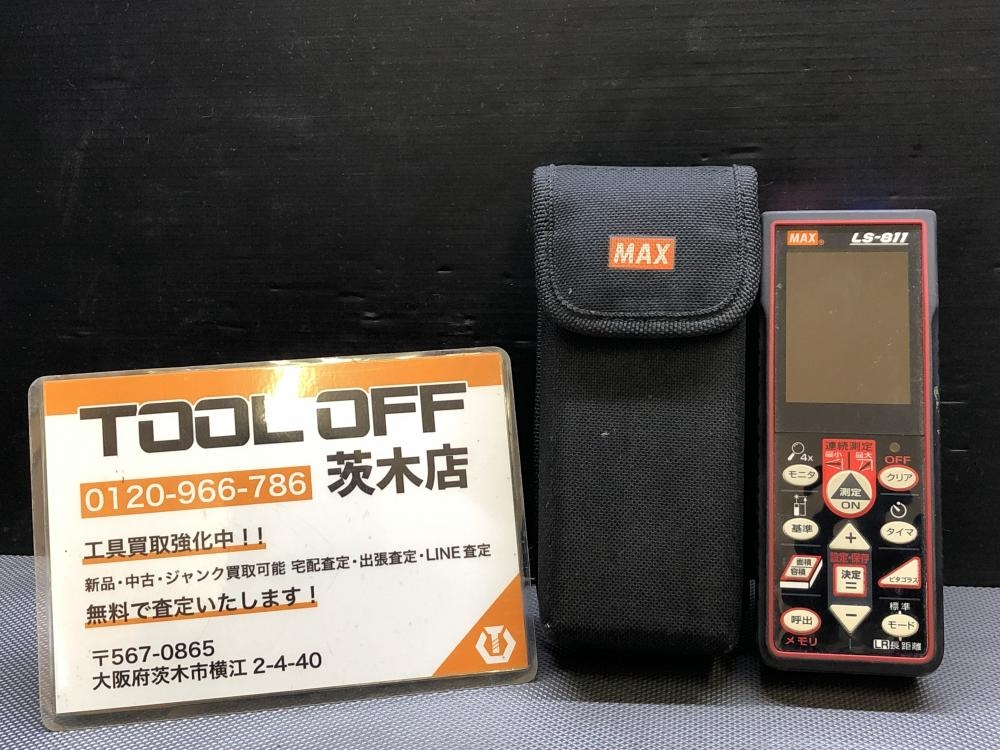 TOOL OFF
0120-966-786 茨木店
工具買取強化中!!
新品・中古・ジャンク買取可能 宅配査定・出張査定・LINE査定
無料で査定いたします!
〒567-0865
大阪府茨木市横江 2-4-40
MAX
MAX® LS-811
4x
連続測定
最小 最大
OFF
モニタ
測定
ON
クリア
基準
+
タイマ
面積
容積
設定・保存
決定
=
ピタゴラス
呼出
メモリ
−
標準
モード
LR長距離